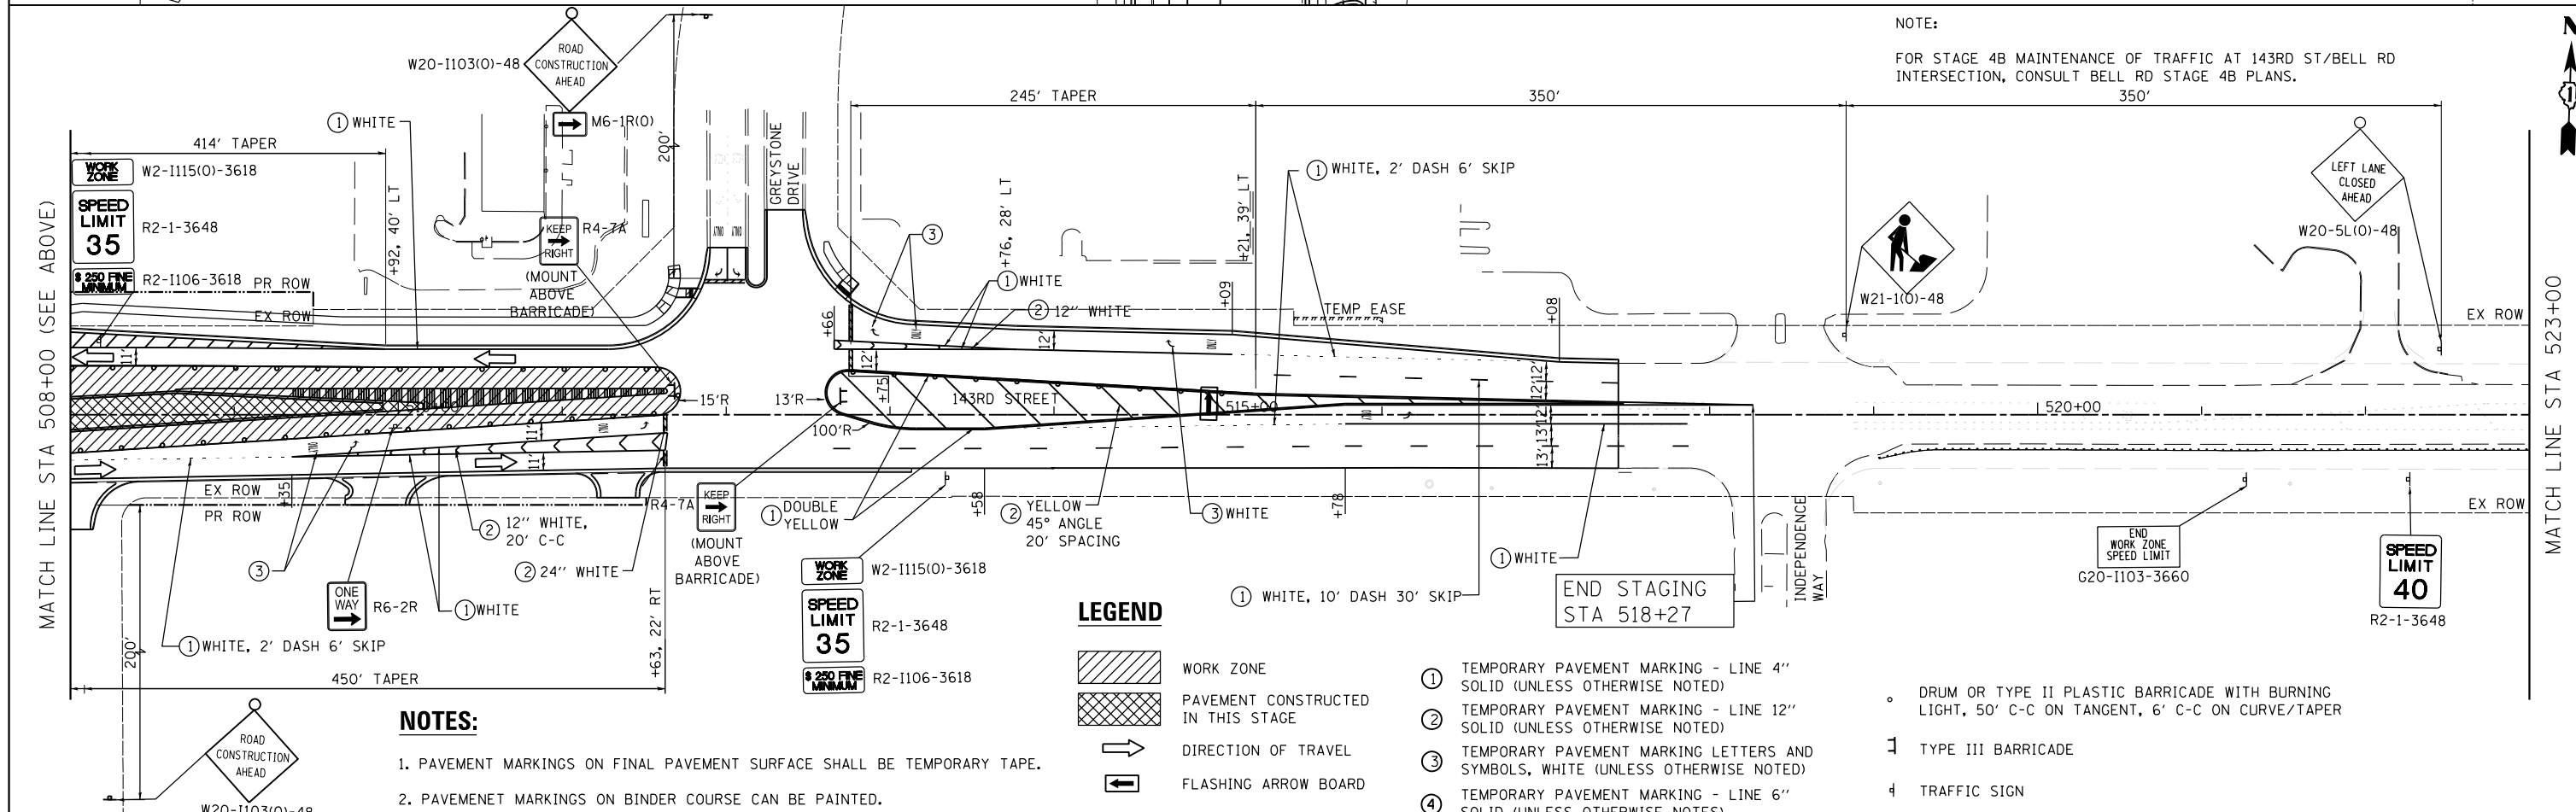 NOTE:
FOR STAGE 4B MAINTENANCE OF TRAFFIC AT 143RD ST/BELL RD
INTERSECTION, CONSULT BELL RD STAGE 4B PLANS.
N
ROAD
CONSTRUCTION
AHEAD
W20-I103(O)-48
M6-1R(O)
200'
245' TAPER
350'
350'
1 WHITE
414' TAPER
WORK
ZONE
W2-I115(O)-3618
SPEED
LIMIT
35
R2-1-3648
$ 250 FINE
MINIMUM
R2-I106-3618
PR ROW
EX ROW
+92, 40' LT
KEEP
RIGHT
R4-7A
(MOUNT
ABOVE
BARRICADE)
GREYSTONE
DRIVE
ONLY
ONLY
3
+76, 28' LT
+21, 39' LT
1 WHITE
2 12'' WHITE
+66
+09
1 WHITE, 2' DASH 6' SKIP
TEMP EASE
+08
W21-1(O)-48
LEFT LANE
CLOSED
AHEAD
W20-5L(O)-48
EX ROW
MATCH LINE STA 508+00 (SEE ABOVE)
MATCH LINE STA 523+00
11'
12'
12'
ONLY
ONLY
+75
15'R
13'R
100'R
143RD STREET
515+00
520+00
ONLY
12'
12'
12'
13'
13'
11'
11'
ONLY
ONLY
EX ROW
PR ROW
+35
R4-7A
KEEP
RIGHT
(MOUNT
ABOVE
BARRICADE)
1 DOUBLE
YELLOW
+58
2 YELLOW
45° ANGLE
20' SPACING
3 WHITE
+78
EX ROW
2 12'' WHITE,
20' C-C
2 24'' WHITE
3
ONE
WAY
R6-2R
1 WHITE
+63, 22' RT
1 WHITE, 2' DASH 6' SKIP
450' TAPER
200'
WORK
ZONE
W2-I115(O)-3618
SPEED
LIMIT
35
R2-1-3648
$ 250 FINE
MINIMUM
R2-I106-3618
1 WHITE
1 WHITE, 10' DASH 30' SKIP
END STAGING
STA 518+27
INDEPENDENCE
WAY
END
WORK ZONE
SPEED LIMIT
G20-I103-3660
SPEED
LIMIT
40
R2-1-3648
ROAD
CONSTRUCTION
AHEAD
W20-I103(O)-48
NOTES:
1. PAVEMENT MARKINGS ON FINAL PAVEMENT SURFACE SHALL BE TEMPORARY TAPE.
2. PAVEMENET MARKINGS ON BINDER COURSE CAN BE PAINTED.
LEGEND
WORK ZONE
PAVEMENT CONSTRUCTED
IN THIS STAGE
DIRECTION OF TRAVEL
FLASHING ARROW BOARD
1 TEMPORARY PAVEMENT MARKING - LINE 4''
SOLID (UNLESS OTHERWISE NOTED)
2 TEMPORARY PAVEMENT MARKING - LINE 12''
SOLID (UNLESS OTHERWISE NOTED)
3 TEMPORARY PAVEMENT MARKING LETTERS AND
SYMBOLS, WHITE (UNLESS OTHERWISE NOTED)
4 TEMPORARY PAVEMENT MARKING - LINE 6''
SOLID (UNLESS OTHERWISE NOTES)
DRUM OR TYPE II PLASTIC BARRICADE WITH BURNING
LIGHT, 50' C-C ON TANGENT, 6' C-C ON CURVE/TAPER
TYPE III BARRICADE
TRAFFIC SIGN